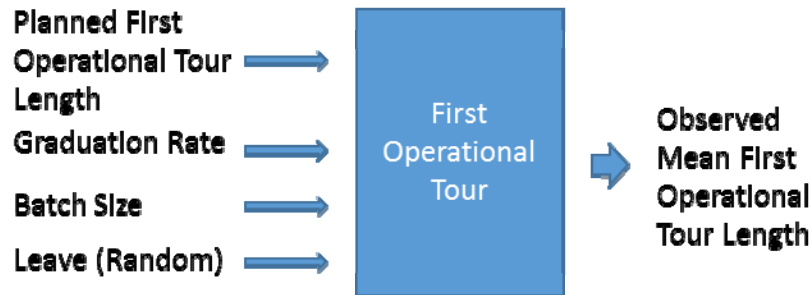 Planned First
Operational Tour
Length
Graduation Rate
Batch Size
Leave (Random)
First
Operational
Tour
Observed
Mean First
Operational
Tour Length